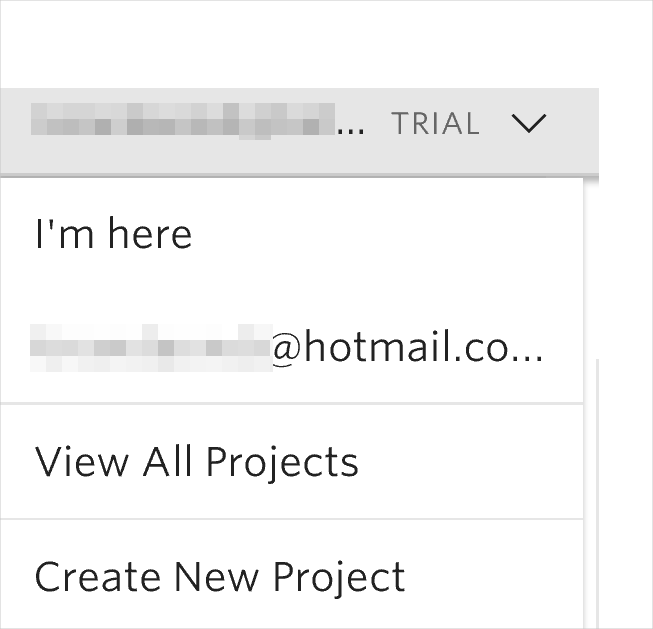 ... TRIAL
I'm here
@hotmail.co...
View All Projects
Create New Project